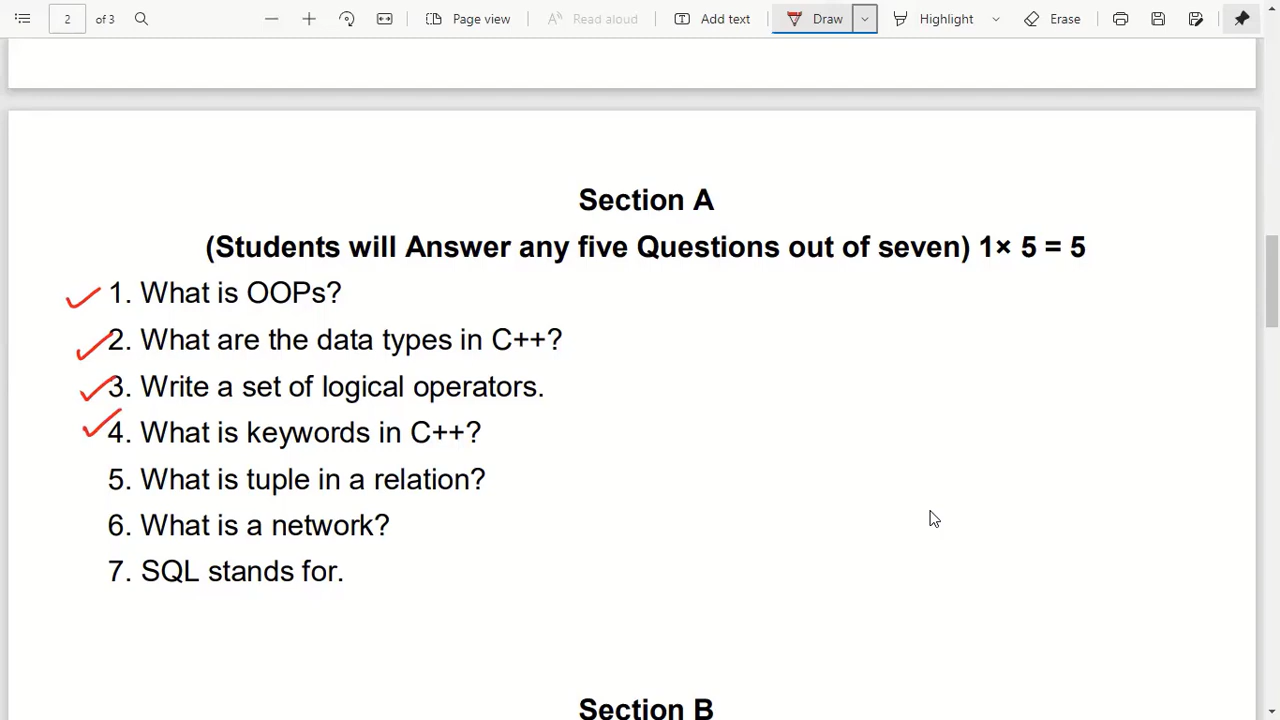 2 of 3 Page view Read aloud Add text Draw Highlight Erase
Section A
(Students will Answer any five Questions out of seven) 1× 5 = 5
1. What is OOPs?
2. What are the data types in C++?
3. Write a set of logical operators.
4. What is keywords in C++?
5. What is tuple in a relation?
6. What is a network?
7. SQL stands for.
Section B